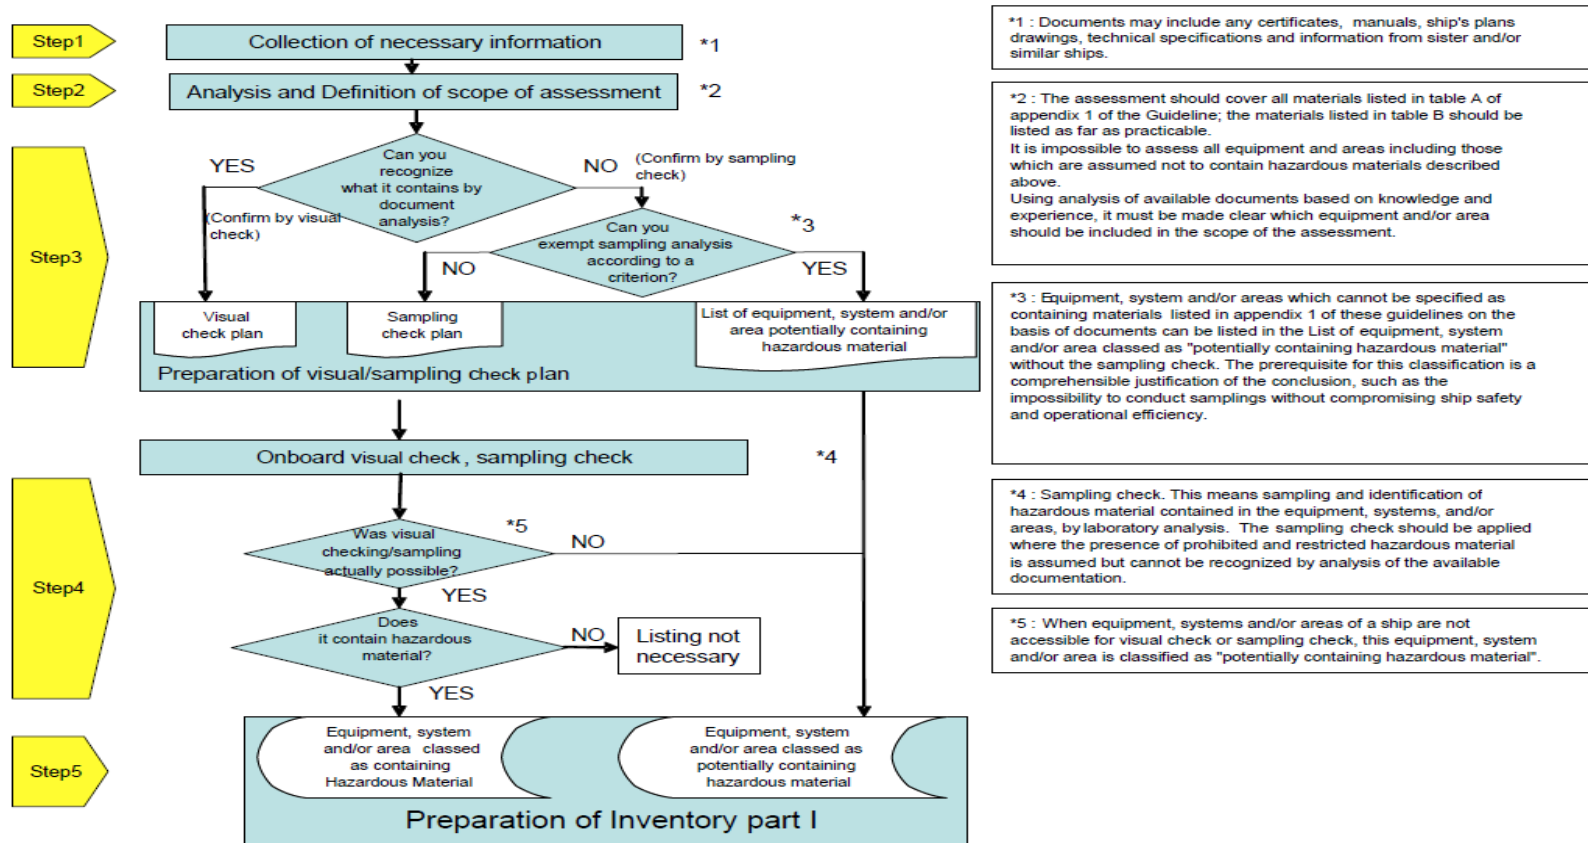 Step1
Collection of necessary information
*1
Step2
Analysis and Definition of scope of assessment
*2
Step3
YES
Can you
recognize
what it contains by
document
analysis?
NO
(Confirm by sampling
check)
(Confirm by visual
check)
*3
Can you
exempt sampling analysis
according to a
criterion?
NO
YES
Visual
check plan
Sampling
check plan
List of equipment, system and/or
area potentially containing
hazardous material
Preparation of visual/sampling check plan
Onboard visual check , sampling check
*4
Step4
Was visual
checking/sampling
actually possible?
*5
NO
YES
Does
it contain hazardous
material?
NO
Listing not
necessary
YES
Step5
Equipment, system
and/or area classed
as containing
Hazardous Material
Equipment, system
and/or area classed as
potentially containing
hazardous material
Preparation of Inventory part I
*1 : Documents may include any certificates, manuals, ship's plans
drawings, technical specifications and information from sister and/or
similar ships.
*2 : The assessment should cover all materials listed in table A of
appendix 1 of the Guideline; the materials listed in table B should be
listed as far as practicable.
It is impossible to assess all equipment and areas including those
which are assumed not to contain hazardous materials described
above.
Using analysis of available documents based on knowledge and
experience, it must be made clear which equipment and/or area
should be included in the scope of the assessment.
*3 : Equipment, system and/or areas which cannot be specified as
containing materials listed in appendix 1 of these guidelines on the
basis of documents can be listed in the List of equipment, system
and/or area classed as "potentially containing hazardous material"
without the sampling check. The prerequisite for this classification is a
comprehensible justification of the conclusion, such as the
impossibility to conduct samplings without compromising ship safety
and operational efficiency.
*4 : Sampling check. This means sampling and identification of
hazardous material contained in the equipment, systems, and/or
areas, by laboratory analysis. The sampling check should be applied
where the presence of prohibited and restricted hazardous material
is assumed but cannot be recognized by analysis of the available
documentation.
*5 : When equipment, systems and/or areas of a ship are not
accessible for visual check or sampling check, this equipment, system
and/or area is classified as "potentially containing hazardous material".